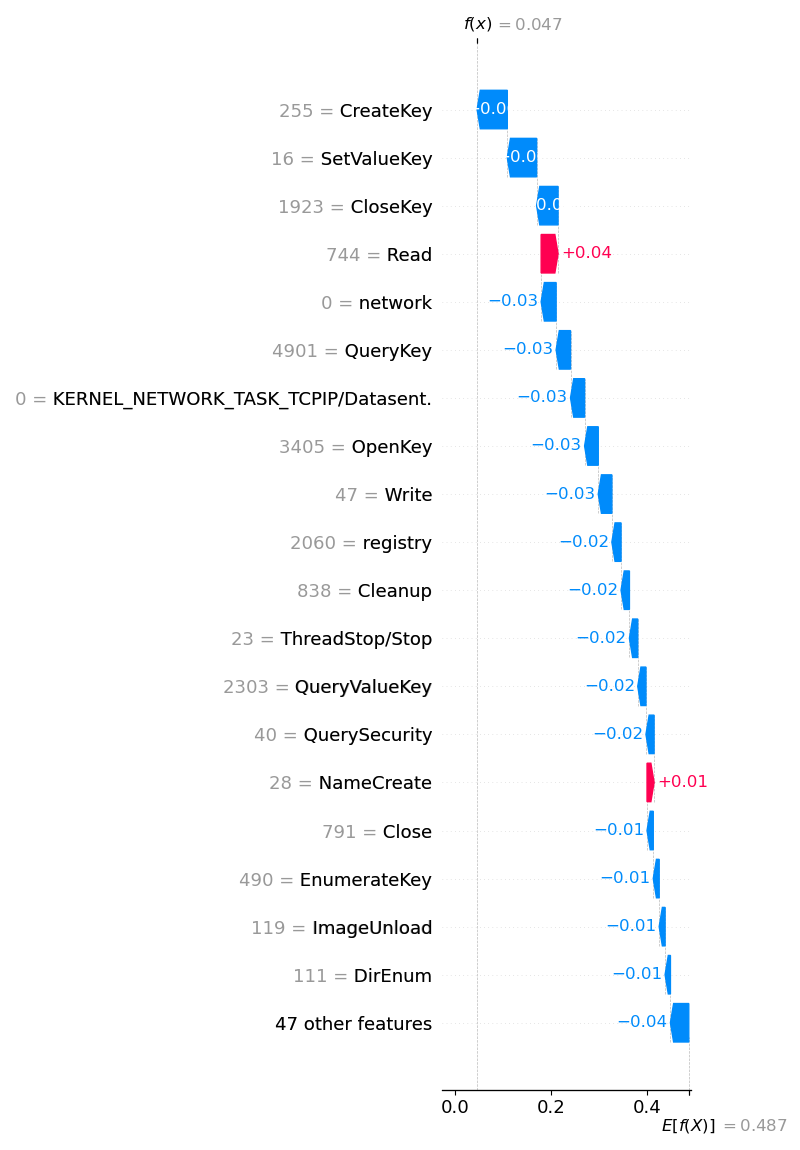 f(x) = 0.047
255 = CreateKey
16 = SetValueKey
1923 = CloseKey
744 = Read +0.04
0 = network −0.03
4901 = QueryKey −0.03
0 = KERNEL_NETWORK_TASK_TCPIP/Datasent. −0.03
3405 = OpenKey −0.03
47 = Write −0.03
2060 = registry −0.02
838 = Cleanup −0.02
23 = ThreadStop/Stop −0.02
2303 = QueryValueKey −0.02
40 = QuerySecurity −0.02
28 = NameCreate +0.01
791 = Close −0.01
490 = EnumerateKey −0.01
119 = ImageUnload −0.01
111 = DirEnum −0.01
47 other features −0.04
0.0 0.2 0.4
E[f(X)] = 0.487